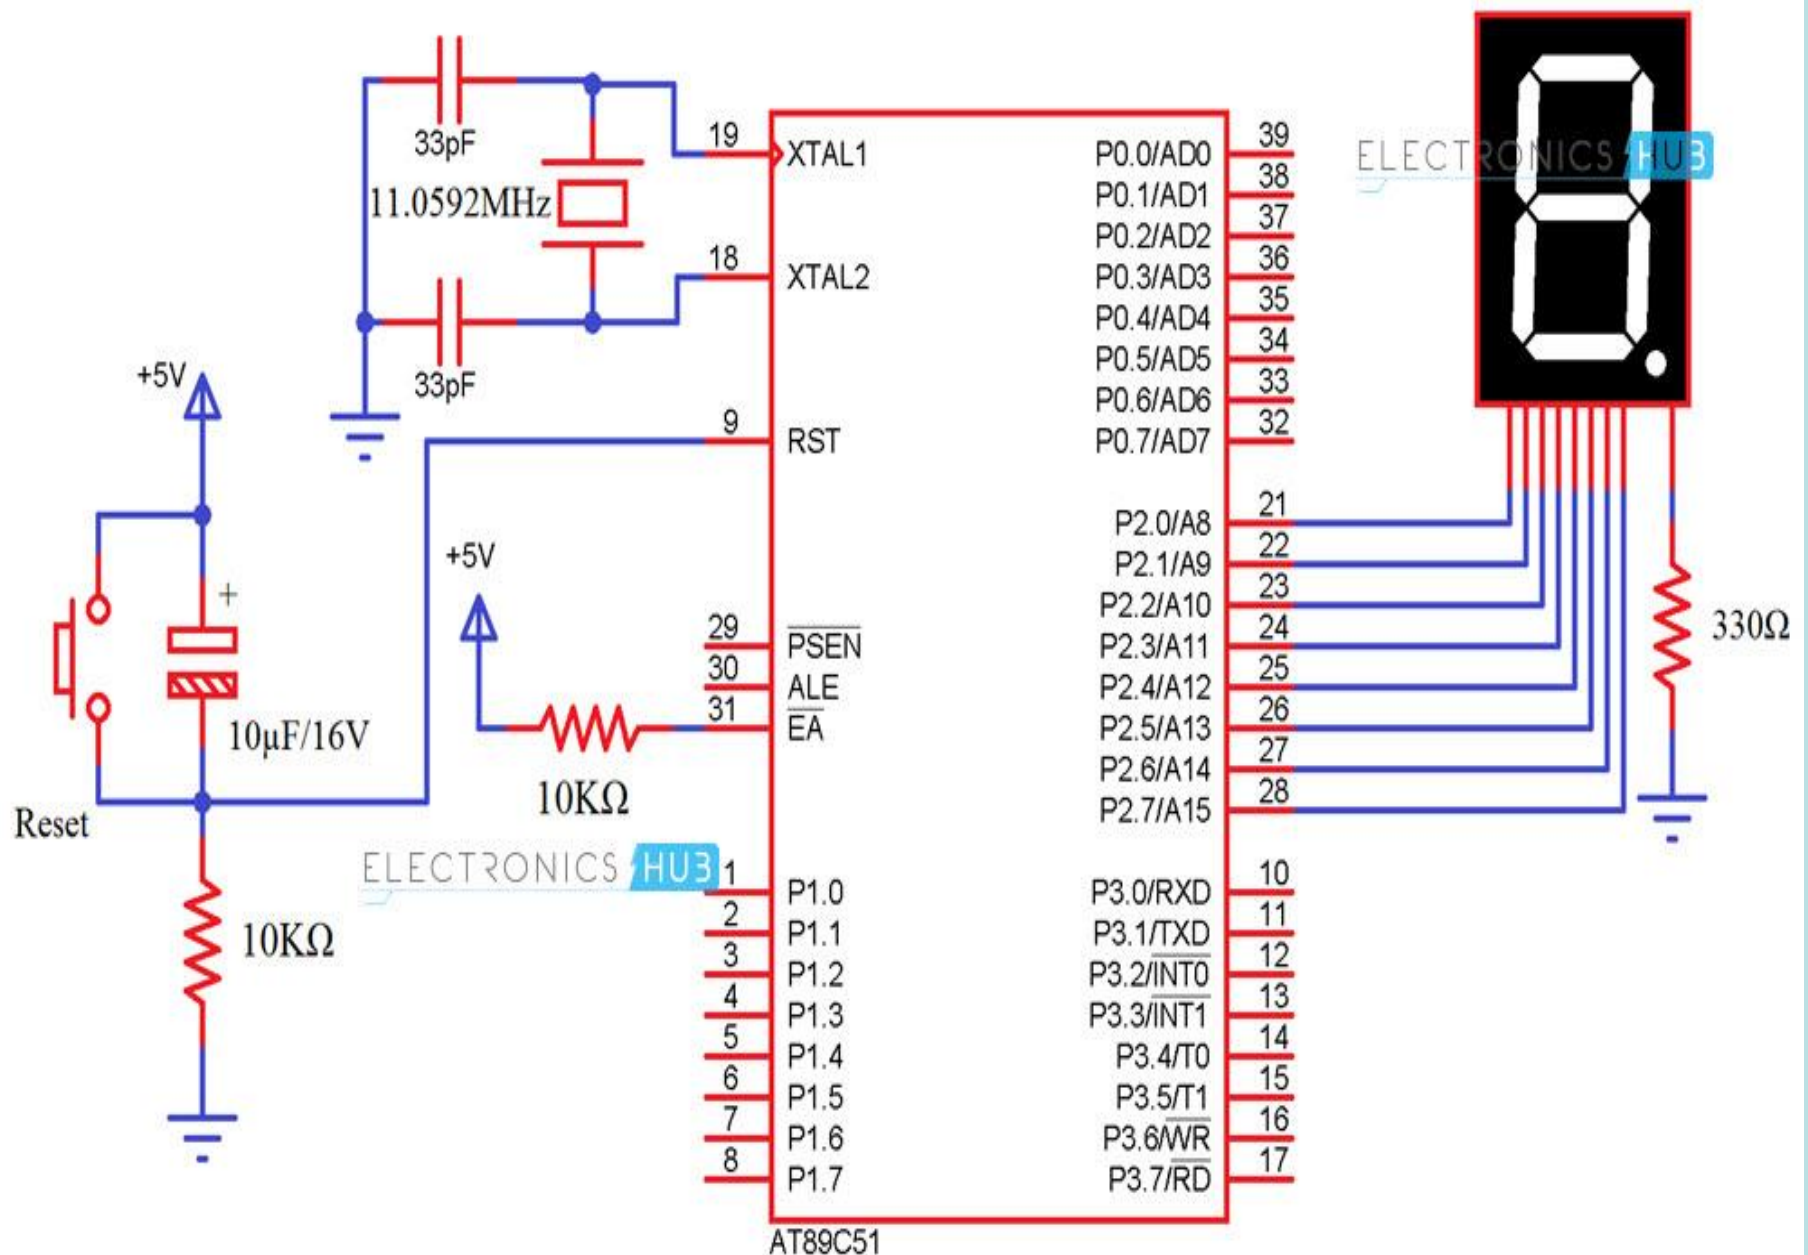 33pF
11.0592MHz
33pF
+5V
+5V
+
10µF/16V
Reset
10KΩ
10KΩ
ELECTRONICS HUB
19 XTAL1
18 XTAL2
9 RST
29 PSEN
30 ALE
31 EA
1 P1.0
2 P1.1
3 P1.2
4 P1.3
5 P1.4
6 P1.5
7 P1.6
8 P1.7
P0.0/AD0 39
P0.1/AD1 38
P0.2/AD2 37
P0.3/AD3 36
P0.4/AD4 35
P0.5/AD5 34
P0.6/AD6 33
P0.7/AD7 32
P2.0/A8 21
P2.1/A9 22
P2.2/A10 23
P2.3/A11 24
P2.4/A12 25
P2.5/A13 26
P2.6/A14 27
P2.7/A15 28
P3.0/RXD 10
P3.1/TXD 11
P3.2/INT0 12
P3.3/INT1 13
P3.4/T0 14
P3.5/T1 15
P3.6/WR 16
P3.7/RD 17
AT89C51
ELECTRONICS HUB
330Ω